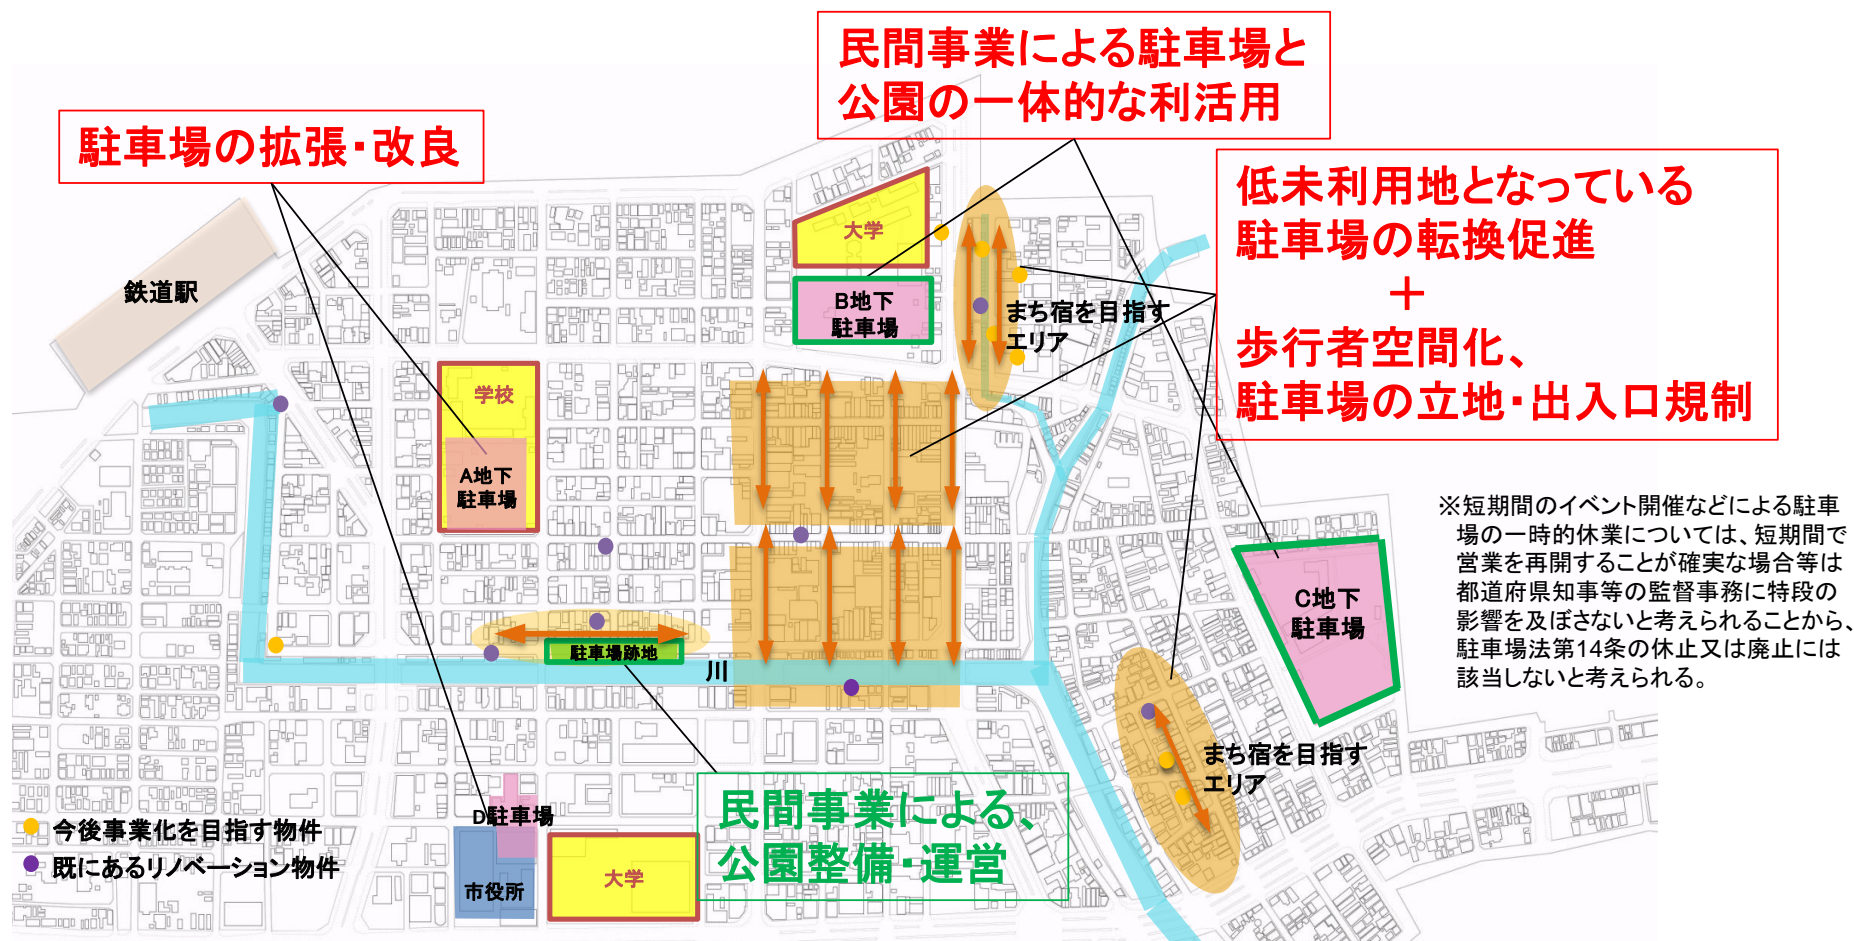 民間事業による駐車場と
公園の一体的な利活用
駐車場の拡張・改良
低未利用地となっている
駐車場の転換促進
＋
歩行者空間化、
駐車場の立地・出入口規制
大学
鉄道駅
B地下
駐車場
まち宿を目指す
エリア
学校
A地下
駐車場
※短期間のイベント開催などによる駐車
場の一時的休業については、短期間で
営業を再開することが確実な場合等は
都道府県知事等の監督事務に特段の
影響を及ぼさないと考えられることから、
駐車場法第14条の休止又は廃止には
該当しないと考えられる。
C地下
駐車場
駐車場跡地
川
まち宿を目指す
エリア
民間事業による、
公園整備・運営
D駐車場
今後事業化を目指す物件
既にあるリノベーション物件
市役所
大学